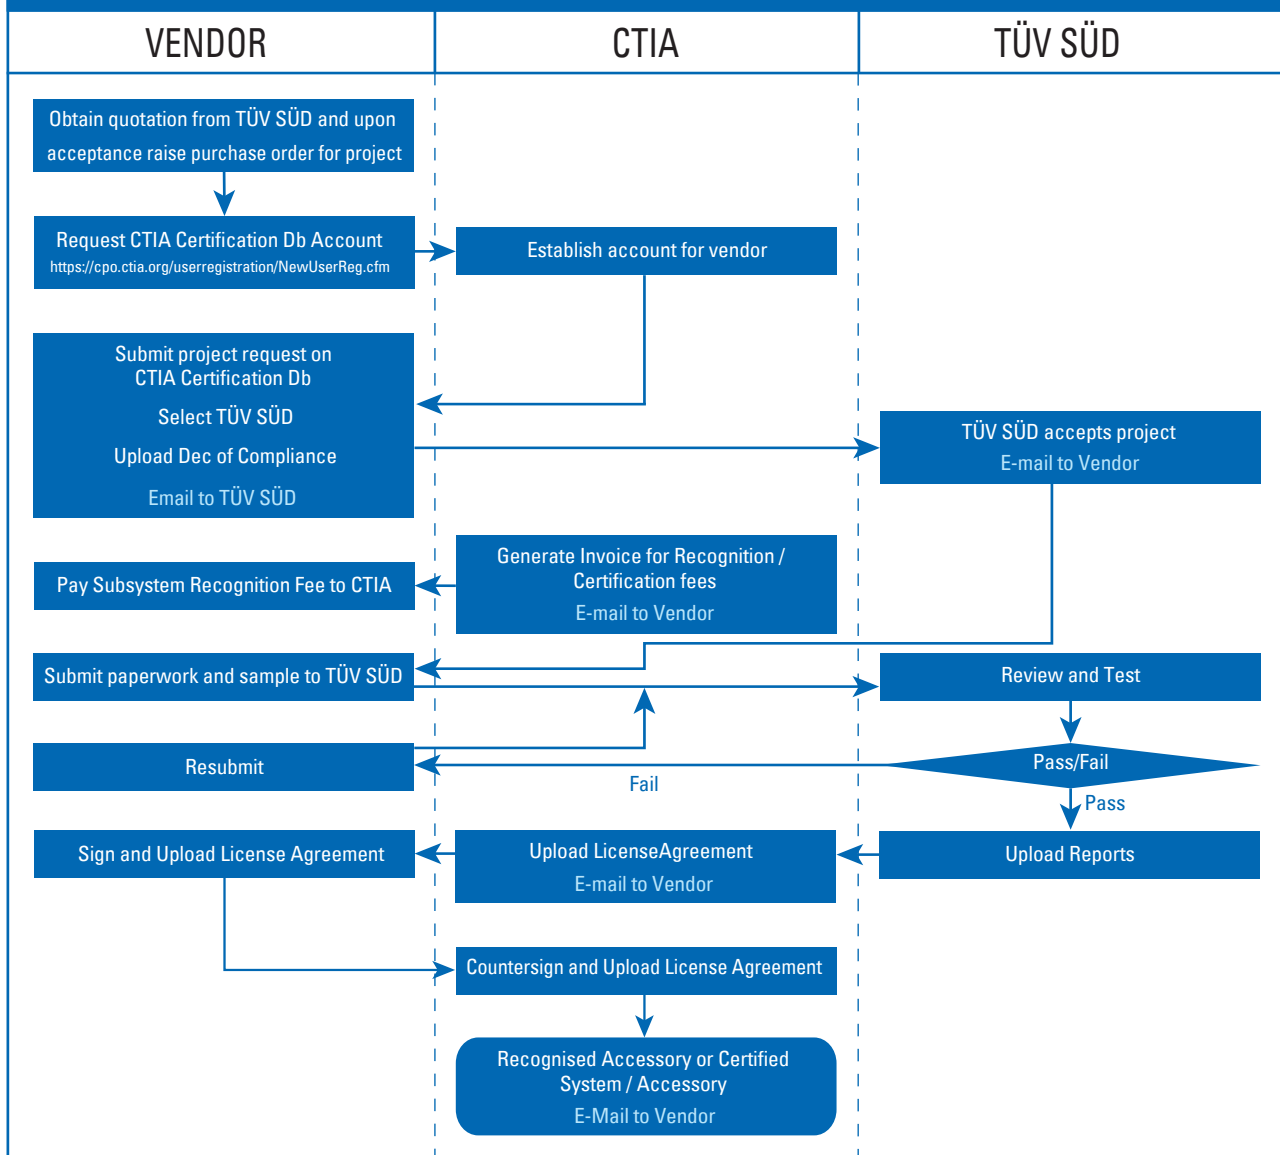 VENDOR
CTIA
TÜV SÜD
Obtain quotation from TÜV SÜD and upon
acceptance raise purchase order for project
Request CTIA Certification Db Account
https://cpo.ctia.org/userregistration/NewUserReg.cfm
Establish account for vendor
Submit project request on
CTIA Certification Db
Select TÜV SÜD
Upload Dec of Compliance
Email to TÜV SÜD
TÜV SÜD accepts project
E-mail to Vendor
Generate Invoice for Recognition /
Certification fees
E-mail to Vendor
Pay Subsystem Recognition Fee to CTIA
Submit paperwork and sample to TÜV SÜD
Review and Test
Resubmit
Pass/Fail
Fail
Pass
Sign and Upload License Agreement
Upload LicenseAgreement
E-mail to Vendor
Upload Reports
Countersign and Upload License Agreement
Recognised Accessory or Certified
System / Accessory
E-Mail to Vendor